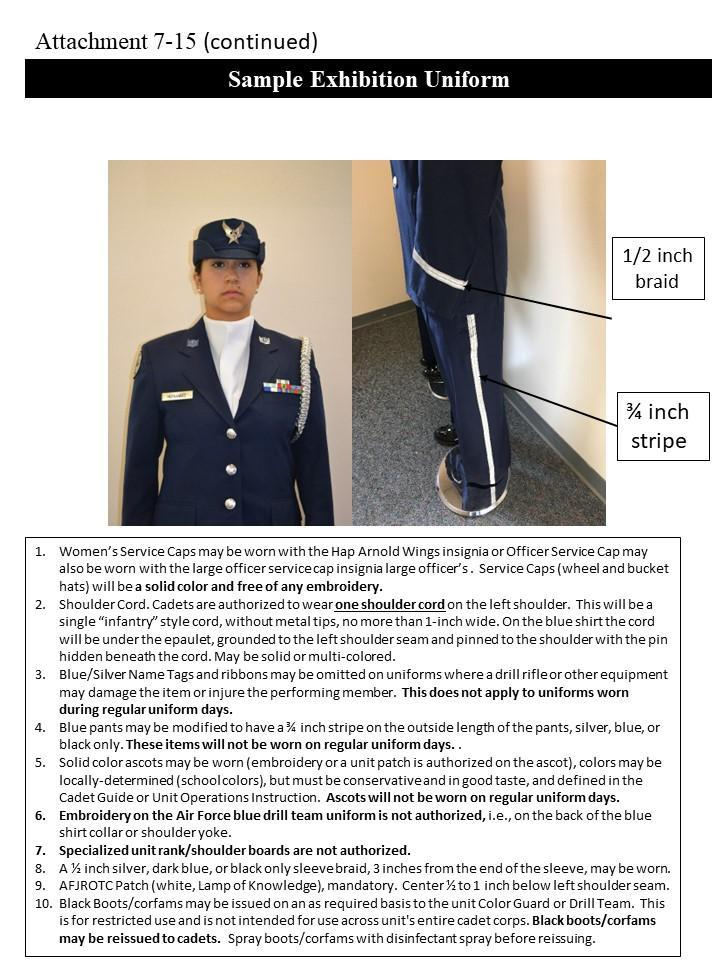 Attachment 7-15 (continued)
Sample Exhibition Uniform
1/2 inch
braid
¾ inch
stripe
1. Women's Service Caps may be worn with the Hap Arnold Wings insignia or Officer Service Cap may
also be worn with the large officer service cap insignia large officer's . Service Caps (wheel and bucket
hats) will be a solid color and free of any embroidery.
2. Shoulder Cord. Cadets are authorized to wear one shoulder cord on the left shoulder. This will be a
single "infantry" style cord, without metal tips, no more than 1-inch wide. On the blue shirt the cord
will be under the epaulet, grounded to the left shoulder seam and pinned to the shoulder with the pin
hidden beneath the cord. May be solid or multi-colored.
3. Blue/Silver Name Tags and ribbons may be omitted on uniforms where a drill rifle or other equipment
may damage the item or injure the performing member. This does not apply to uniforms worn
during regular uniform days.
4. Blue pants may be modified to have a ¾ inch stripe on the outside length of the pants, silver, blue, or
black only. These items will not be worn on regular uniform days. .
5. Solid color ascots may be worn (embroidery or a unit patch is authorized on the ascot), colors may be
locally-determined (school colors), but must be conservative and in good taste, and defined in the
Cadet Guide or Unit Operations Instruction. Ascots will not be worn on regular uniform days.
6. Embroidery on the Air Force blue drill team uniform is not authorized, i.e., on the back of the blue
shirt collar or shoulder yoke.
7. Specialized unit rank/shoulder boards are not authorized.
8. A ½ inch silver, dark blue, or black only sleeve braid, 3 inches from the end of the sleeve, may be worn.
9. AFJROTC Patch (white, Lamp of Knowledge), mandatory. Center ½ to 1 inch below left shoulder seam.
10. Black Boots/corfams may be issued on an as required basis to the unit Color Guard or Drill Team. This
is for restricted use and is not intended for use across unit's entire cadet corps. Black boots/corfams
may be reissued to cadets. Spray boots/corfams with disinfectant spray before reissuing.